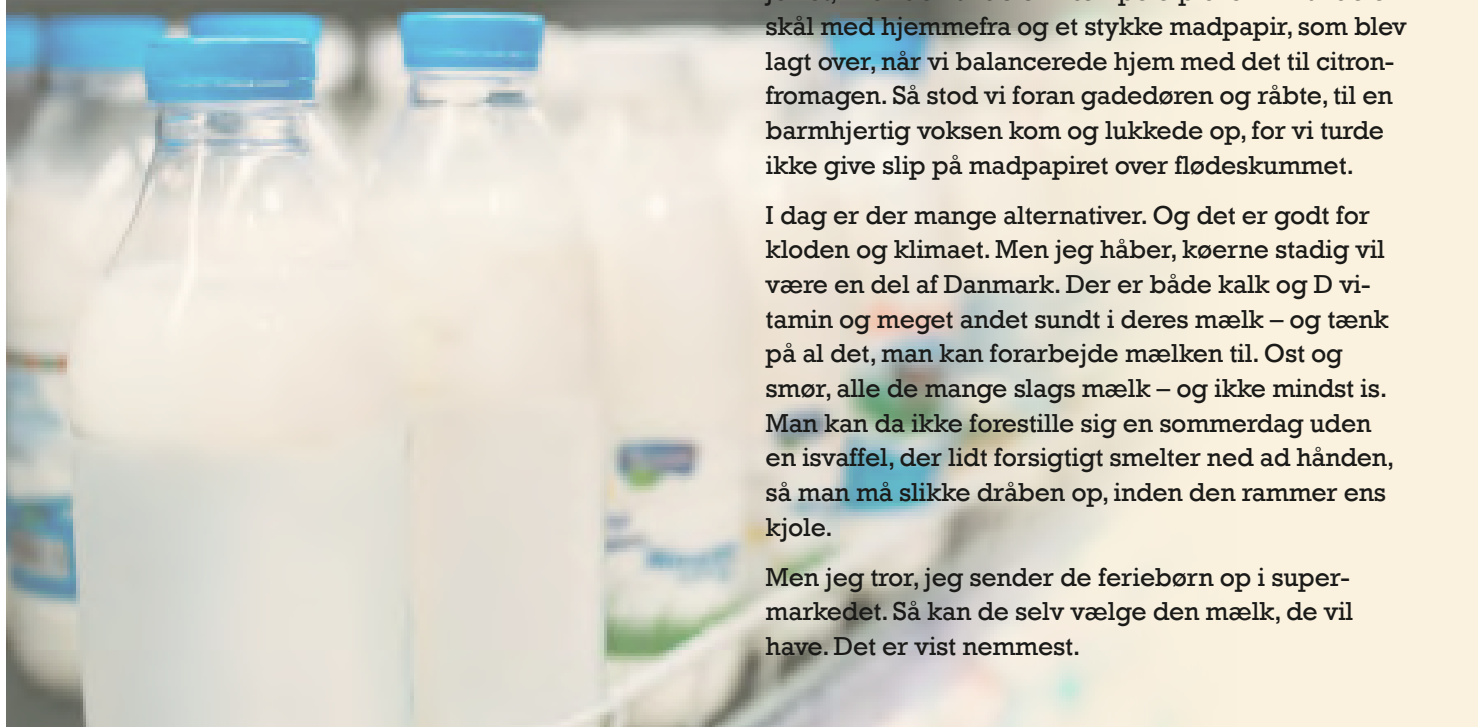 skål med hjemmefra og et stykke madpapir, som blev
lagt over, når vi balancerede hjem med det til citron-
fromagen. Så stod vi foran gadedøren og råbte, til en
barmhjertig voksen kom og lukkede op, for vi turde
ikke give slip på madpapiret over flødeskummet.
I dag er der mange alternativer. Og det er godt for
kloden og klimaet. Men jeg håber, køerne stadig vil
være en del af Danmark. Der er både kalk og D vi-
tamin og meget andet sundt i deres mælk – og tænk
på al det, man kan forarbejde mælken til. Ost og
smør, alle de mange slags mælk – og ikke mindst is.
Man kan da ikke forestille sig en sommerdag uden
en isvaffel, der lidt forsigtigt smelter ned ad hånden,
så man må slikke dråben op, inden den rammer ens
kjole.
Men jeg tror, jeg sender de feriebørn op i super-
markedet. Så kan de selv vælge den mælk, de vil
have. Det er vist nemmest.